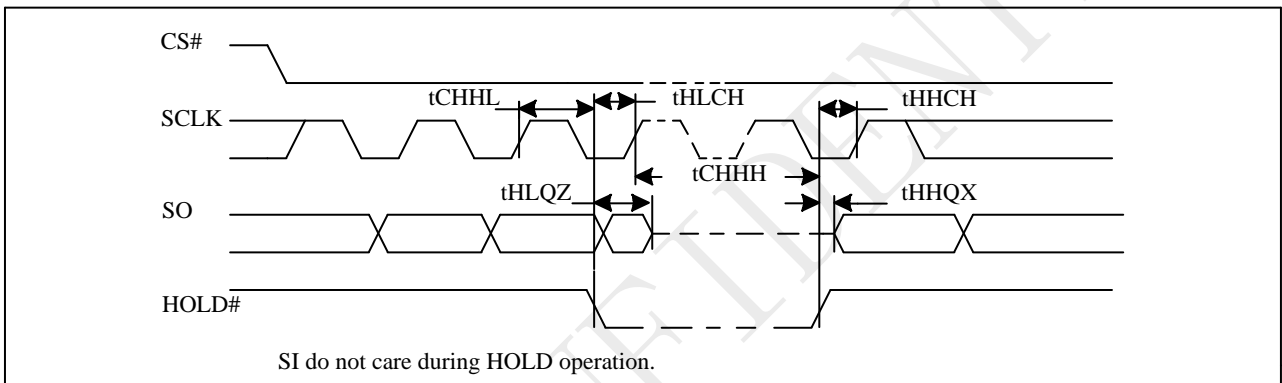 CS#
tCHHL
tHLCH
tHHCH
SCLK
tCHHH
tHLQZ
tHHQX
SO
HOLD#
SI do not care during HOLD operation.